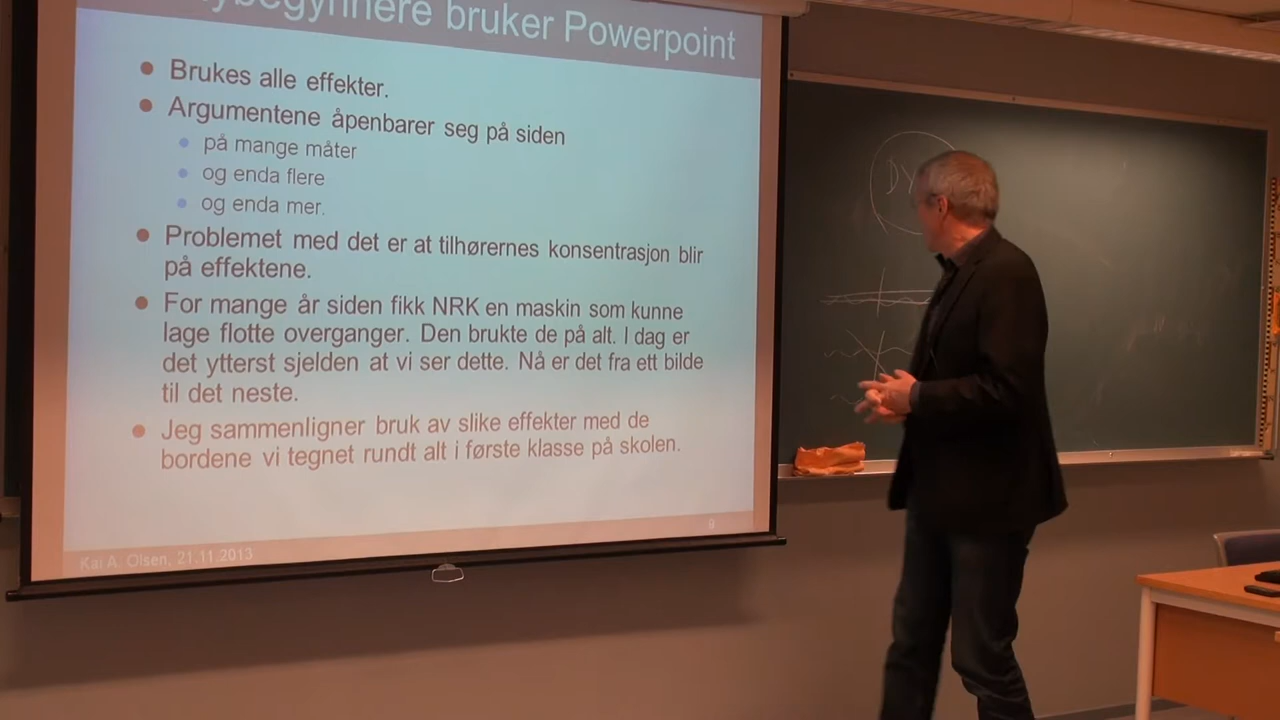 bruker Powerpoint
Brukes alle effekter.
Argumentene åpenbarer seg på siden
på mange måter
og enda flere
og enda mer.
Problemet med det er at tilhørernes konsentrasjon blir
på effektene.
For mange år siden fikk NRK en maskin som kunne
lage flotte overganger. Den brukte de på alt. I dag er
det ytterst sjelden at vi ser dette. Nå er det fra ett bilde
til det neste.
Jeg sammenligner bruk av slike effekter med de
bordene vi tegnet rundt alt i første klasse på skolen.
9
Kai A. Olsen, 21.11.2013